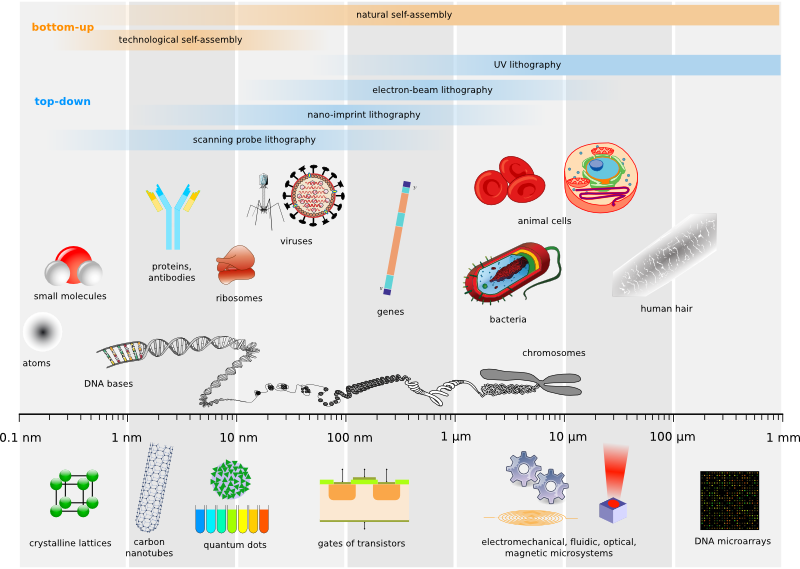 natural self-assembly
bottom-up
technological self-assembly
UV lithography
electron-beam lithography
top-down
nano-imprint lithography
scanning probe lithography
animal cells
viruses
proteins,
antibodies
small molecules
ribosomes
genes
bacteria
human hair
atoms
DNA bases
chromosomes
0.1 nm
1 nm
10 nm
100 nm
1 µm
10 µm
100 µm
1 mm
crystalline lattices
carbon
nanotubes
quantum dots
gates of transistors
electromechanical, fluidic, optical,
magnetic microsystems
DNA microarrays